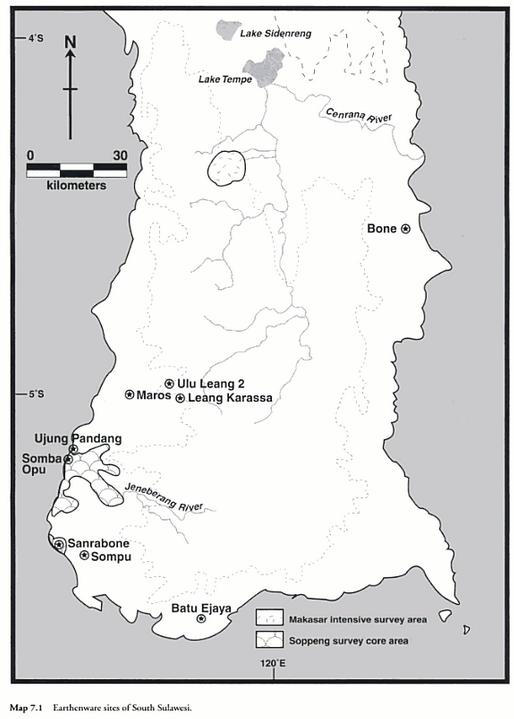 4°S
N
Lake Sidenreng
Lake Tempe
Cenrana River
0 30
kilometers
Bone
Ulu Leang 2
5°S
Maros
Leang Karassa
Ujung Pandang
Somba
Opu
Jeneberang River
Sanrabone
Sompu
Batu Ejaya
Makasar intensive survey area
Soppeng survey core area
120°E
Map 7.1 Earthenware sites of South Sulawesi.